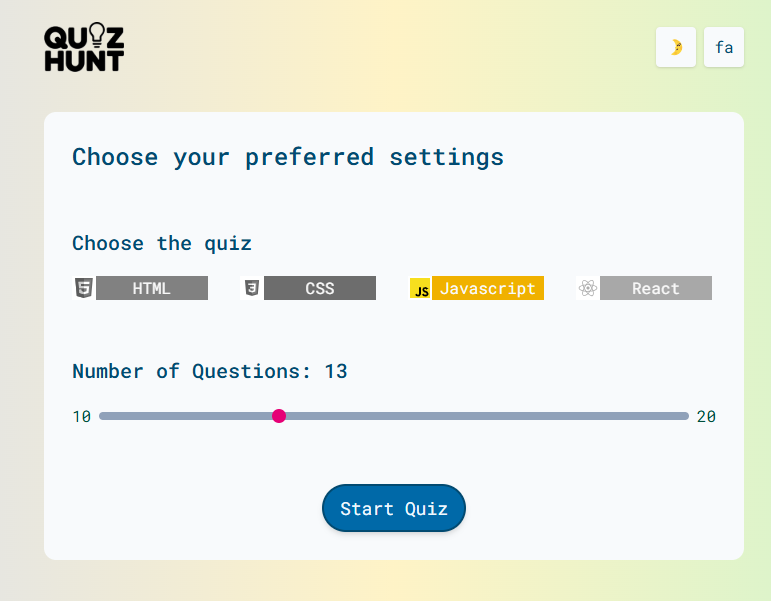 QUIZ
HUNT
fa
Choose your preferred settings
Choose the quiz
HTML
CSS
JS Javascript
React
Number of Questions: 13
10 20
Start Quiz